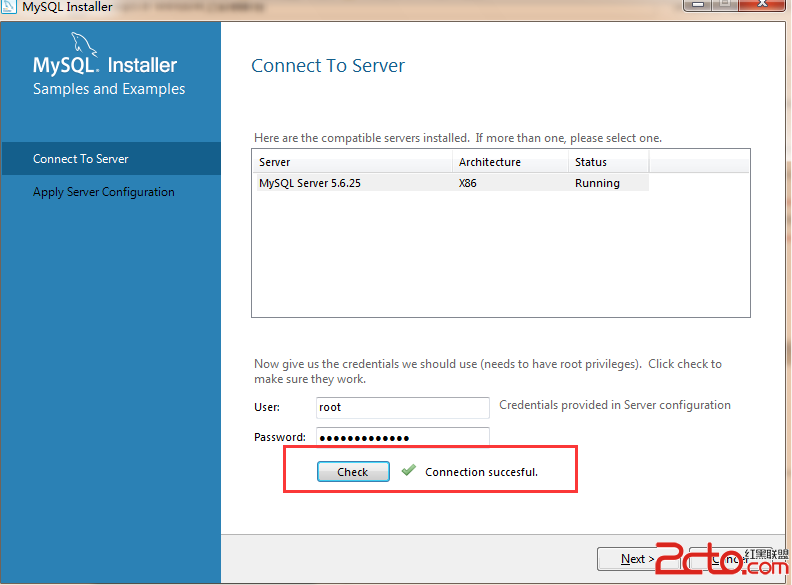 MySQL Installer
MySQL. Installer
Samples and Examples
Connect To Server
Apply Server Configuration
Connect To Server
Here are the compatible servers installed. If more than one, please select one.
Server Architecture Status
MySQL Server 5.6.25 X86 Running
Now give us the credentials we should use (needs to have root privileges). Click check to
make sure they work.
User: root Credentials provided in Server configuration
Password: ●●●●●●●●●●●●●
Check Connection succesful.
Next > Cancel
2cto.com 红黑联盟